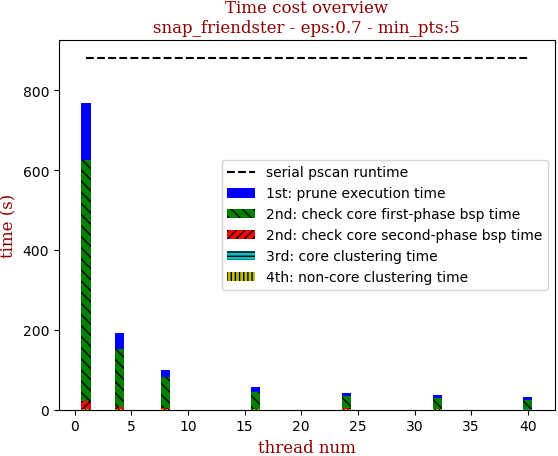 Time cost overview
snap_friendster - eps:0.7 - min_pts:5
time (s)
800
600
400
200
0
serial pscan runtime
1st: prune execution time
2nd: check core first-phase bsp time
2nd: check core second-phase bsp time
3rd: core clustering time
4th: non-core clustering time
0 5 10 15 20 25 30 35 40
thread num